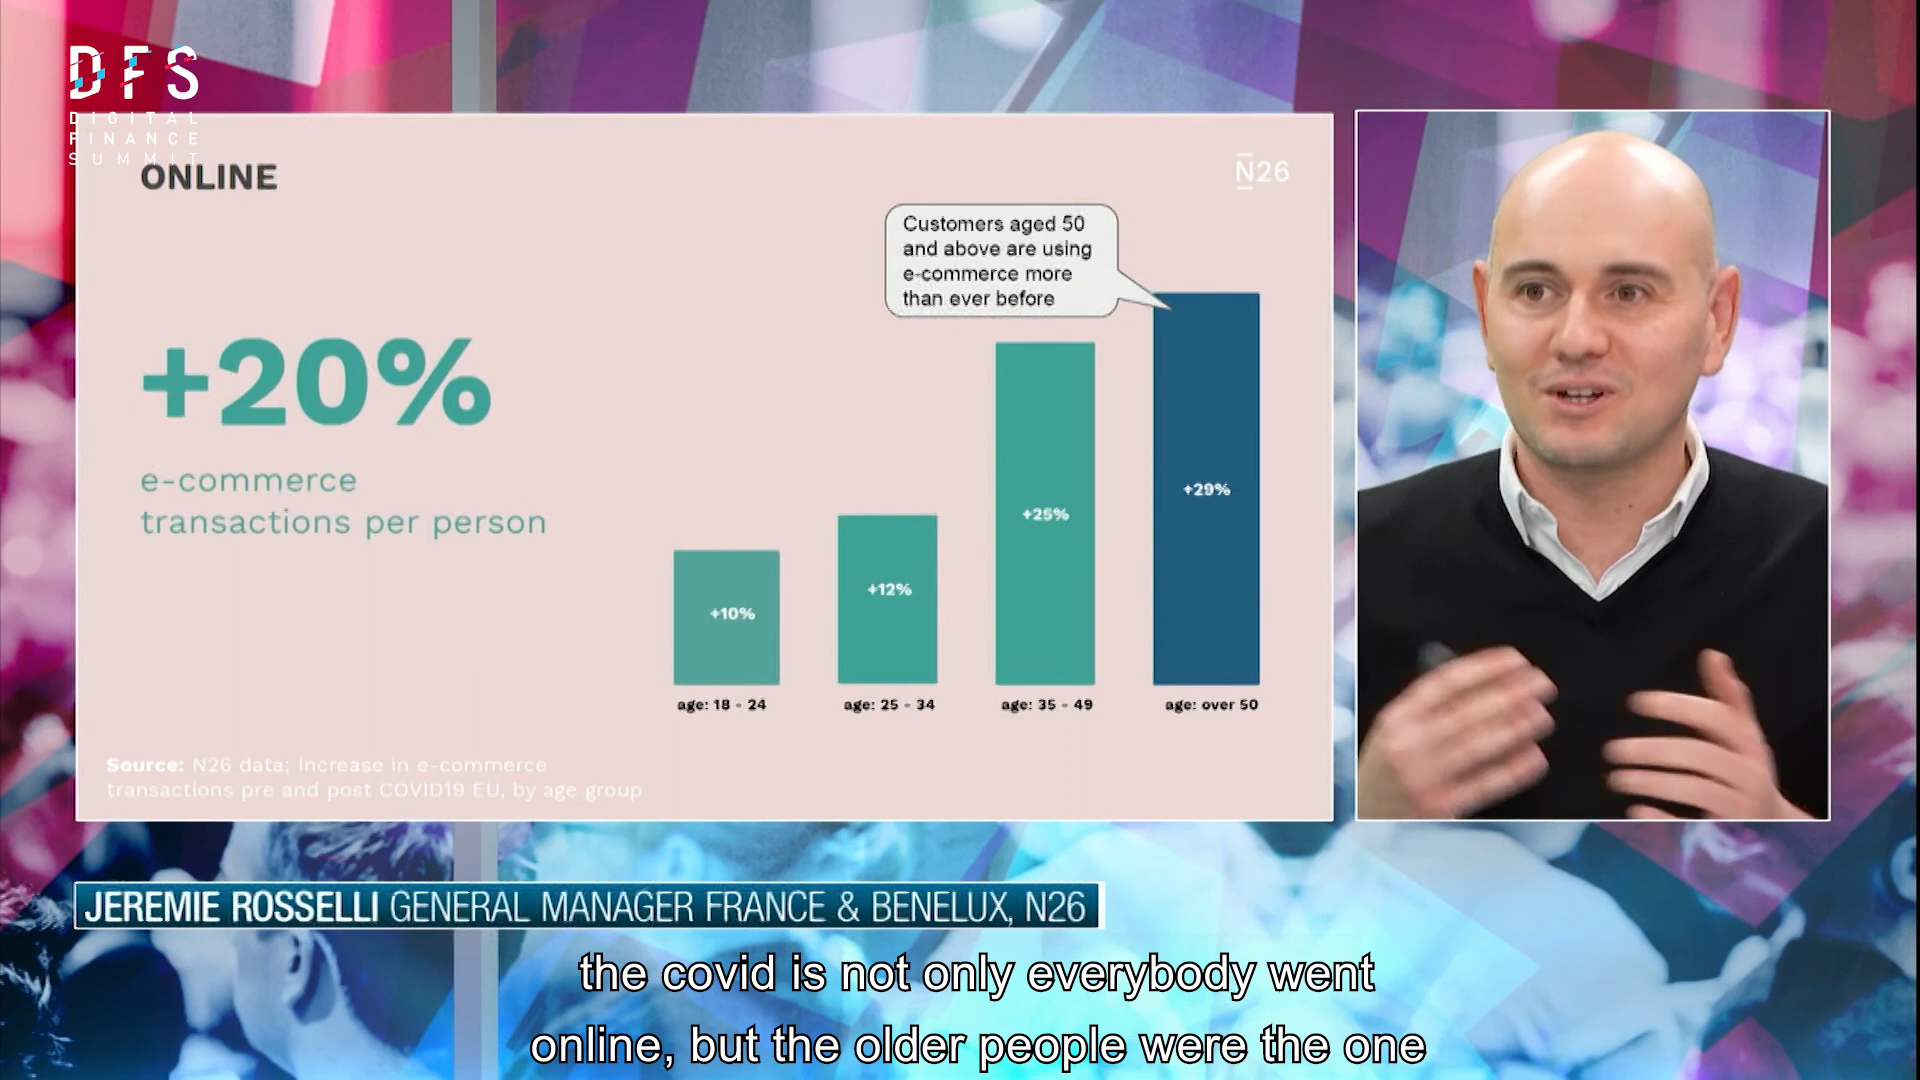 DFS
DIGITAL
FINANCE
SUMMIT
ONLINE
N26
Customers aged 50
and above are using
e-commerce more
than ever before
+20%
e-commerce
transactions per person
+10%
+12%
+25%
+29%
age: 18 - 24
age: 25 - 34
age: 35 - 49
age: over 50
Source: N26 data; Increase in e-commerce
transactions pre and post COVID19 EU, by age group
JEREMIE ROSSELLI GENERAL MANAGER FRANCE & BENELUX, N26
the covid is not only everybody went
online, but the older people were the one